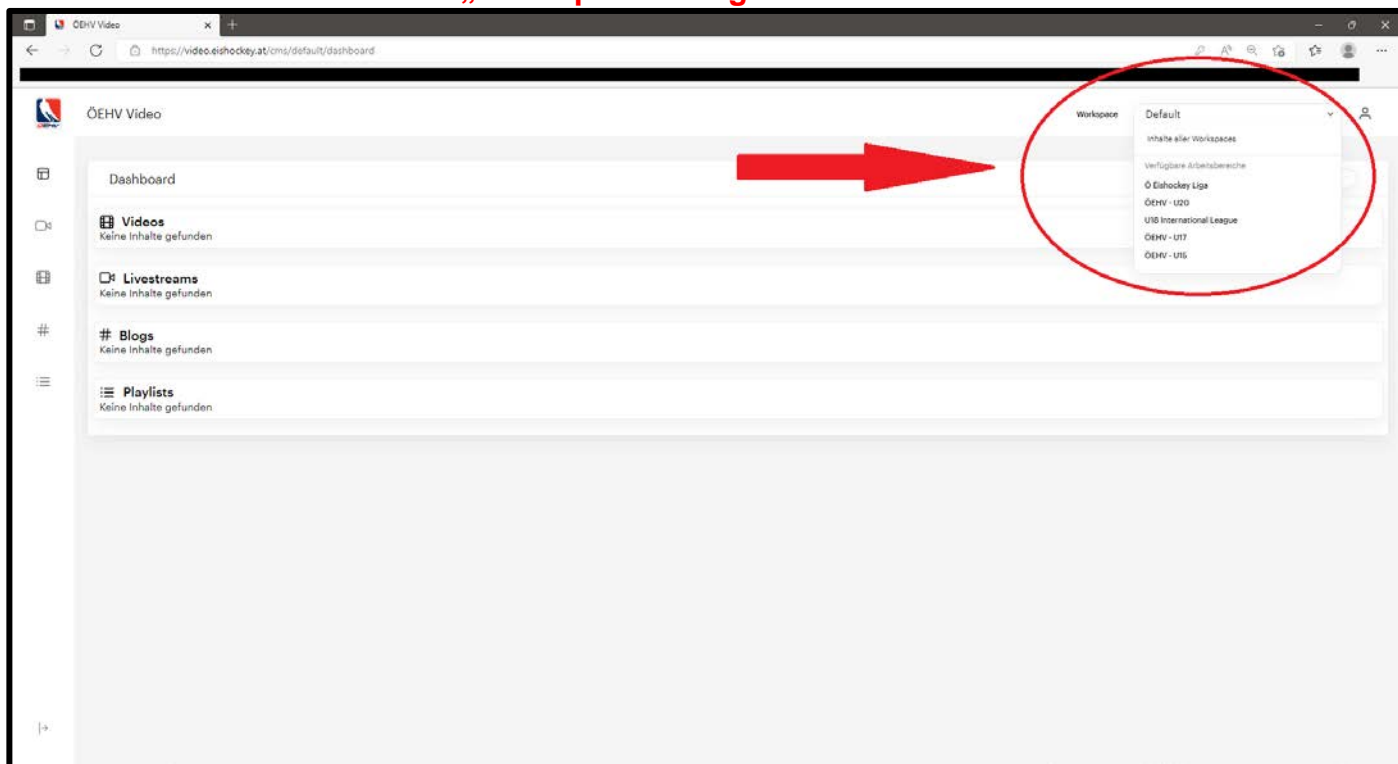 ÖEHV Video
https://video.eishockey.at/cms/default/dashboard
ÖEHV Video
Workspace
Default
Inhalte aller Workspaces
Verfügbare Arbeitsbereiche
Ö Eishockey Liga
ÖEHV - U20
U18 International League
ÖEHV - U17
ÖEHV - U15
Dashboard
Videos
Keine Inhalte gefunden
Livestreams
Keine Inhalte gefunden
# Blogs
Keine Inhalte gefunden
Playlists
Keine Inhalte gefunden